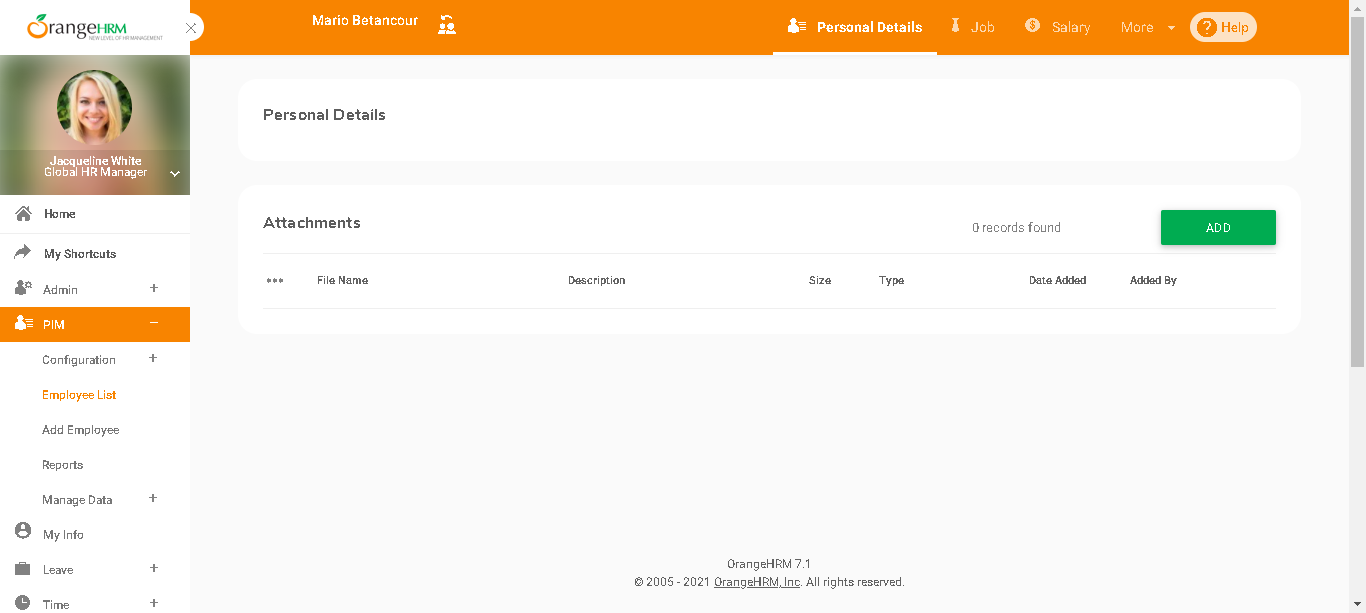 OrangeHRM
NEW LEVEL OF HR MANAGEMENT
Mario Betancour
Personal Details
Job
Salary
More
? Help
Jacqueline White
Global HR Manager
Home
My Shortcuts
Admin +
PIM −
Configuration +
Employee List
Add Employee
Reports
Manage Data +
My Info
Leave +
Time +
Personal Details
Attachments
0 records found
ADD
File Name Description Size Type Date Added Added By
OrangeHRM 7.1
© 2005 - 2021 OrangeHRM, Inc. All rights reserved.